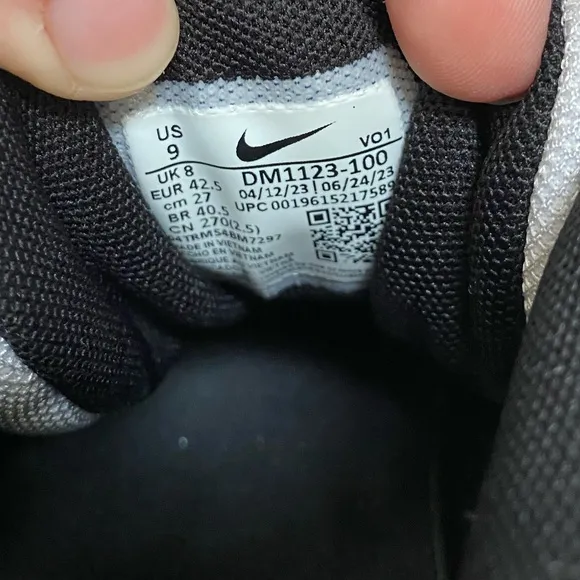 US
9
UK 8
EUR 42.5
cm 27
BR 40.5
CN 270(2.5)
MADE IN VIETNAM
VO1
DM1123-100
04/12/23 | 06/24/23
UPC 0019615217589